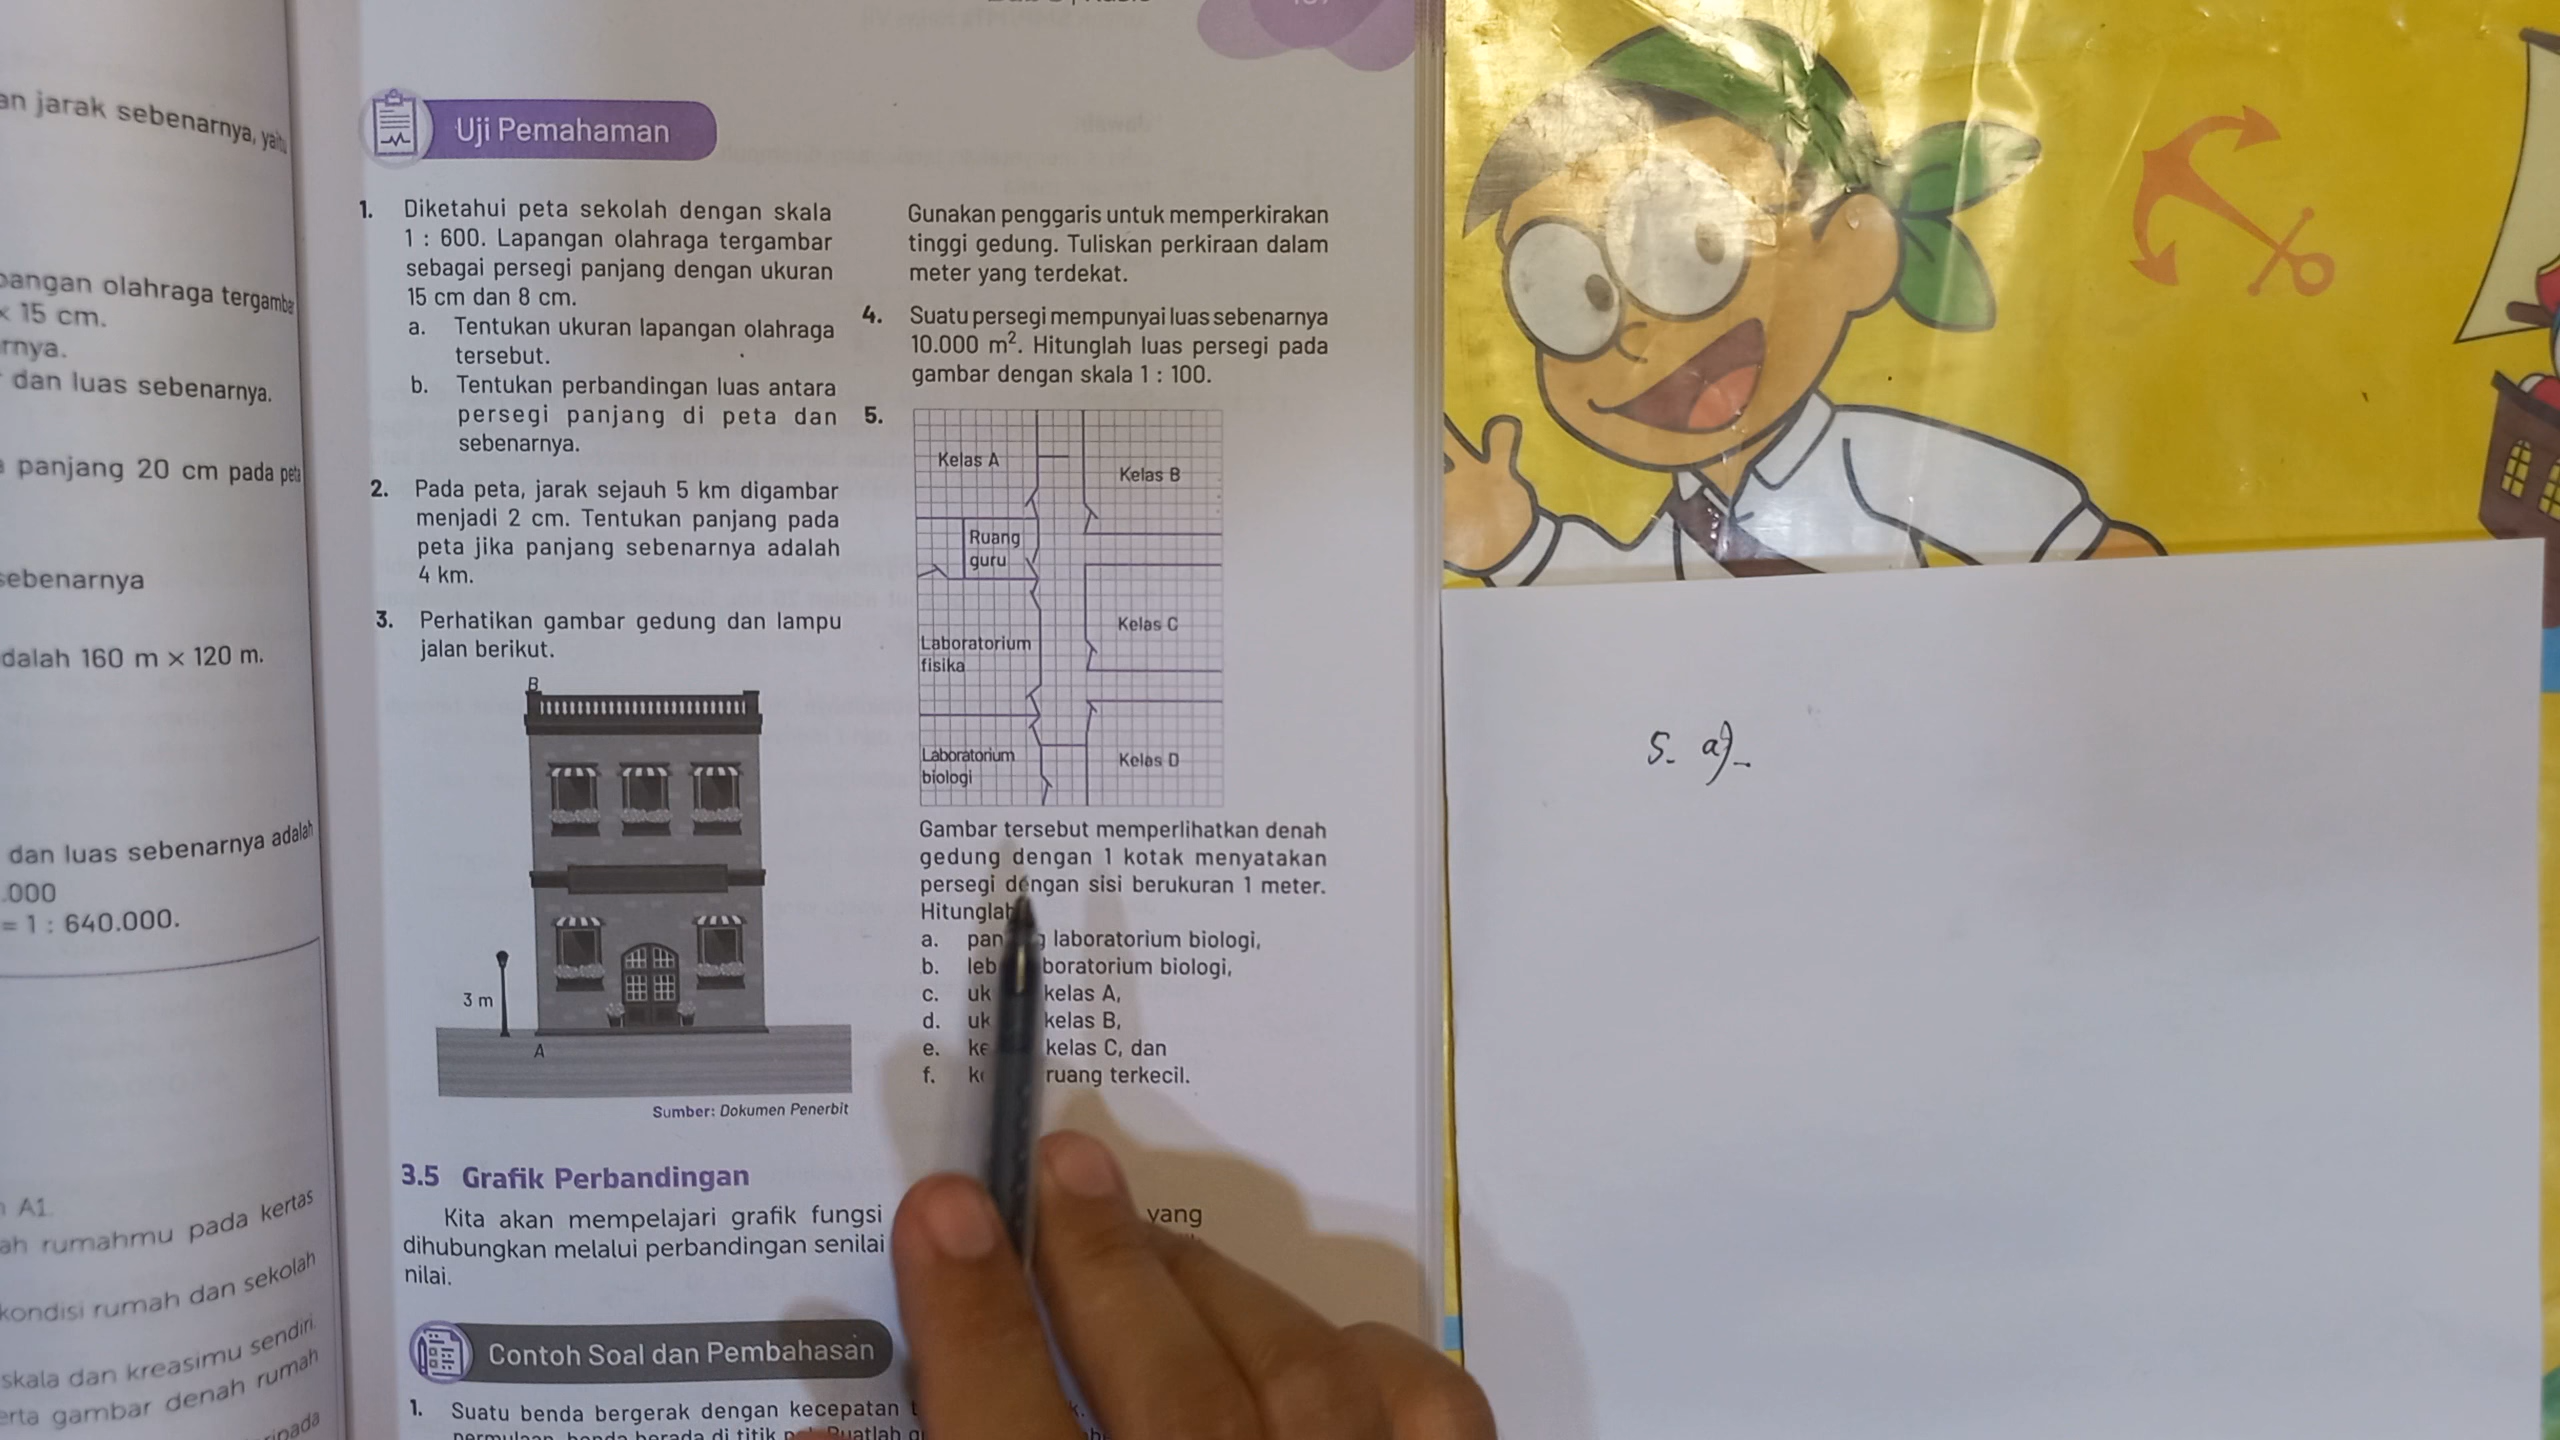 an jarak sebenarnya,
pangan olahraga tergambar
× 15 cm.
rnya.
dan luas sebenarnya.
panjang 20 cm pada peta
sebenarnya
dalah 160 m × 120 m.
dan luas sebenarnya adalah
.000
= 1 : 640.000.
A1.
ah rumahmu pada kertas
kondisi rumah dan sekolah
skala dan kreasimu sendiri.
erta gambar denah rumah
Uji Pemahaman
1. Diketahui peta sekolah dengan skala
1 : 600. Lapangan olahraga tergambar
sebagai persegi panjang dengan ukuran
15 cm dan 8 cm.
a. Tentukan ukuran lapangan olahraga
tersebut.
b. Tentukan perbandingan luas antara
persegi panjang di peta dan
sebenarnya.
2. Pada peta, jarak sejauh 5 km digambar
menjadi 2 cm. Tentukan panjang pada
peta jika panjang sebenarnya adalah
4 km.
3. Perhatikan gambar gedung dan lampu
jalan berikut.
B
3 m
A
Sumber: Dokumen Penerbit
Gunakan penggaris untuk memperkirakan
tinggi gedung. Tuliskan perkiraan dalam
meter yang terdekat.
4. Suatu persegi mempunyai luas sebenarnya
10.000 m². Hitunglah luas persegi pada
gambar dengan skala 1 : 100.
5.
Kelas A
Kelas B
Ruang
guru
Kelas C
Laboratorium
fisika
Laboratorium
biologi
Kelas D
Gambar tersebut memperlihatkan denah
gedung dengan 1 kotak menyatakan
persegi dengan sisi berukuran 1 meter.
Hitunglah
a. pan g laboratorium biologi,
b. leb boratorium biologi,
c. uk kelas A,
d. uk kelas B,
e. ke kelas C, dan
f. ruang terkecil.
3.5 Grafik Perbandingan
Kita akan mempelajari grafik fungsi yang
dihubungkan melalui perbandingan senilai
nilai.
Contoh Soal dan Pembahasan
1. Suatu benda bergerak dengan kecepatan
5. a).